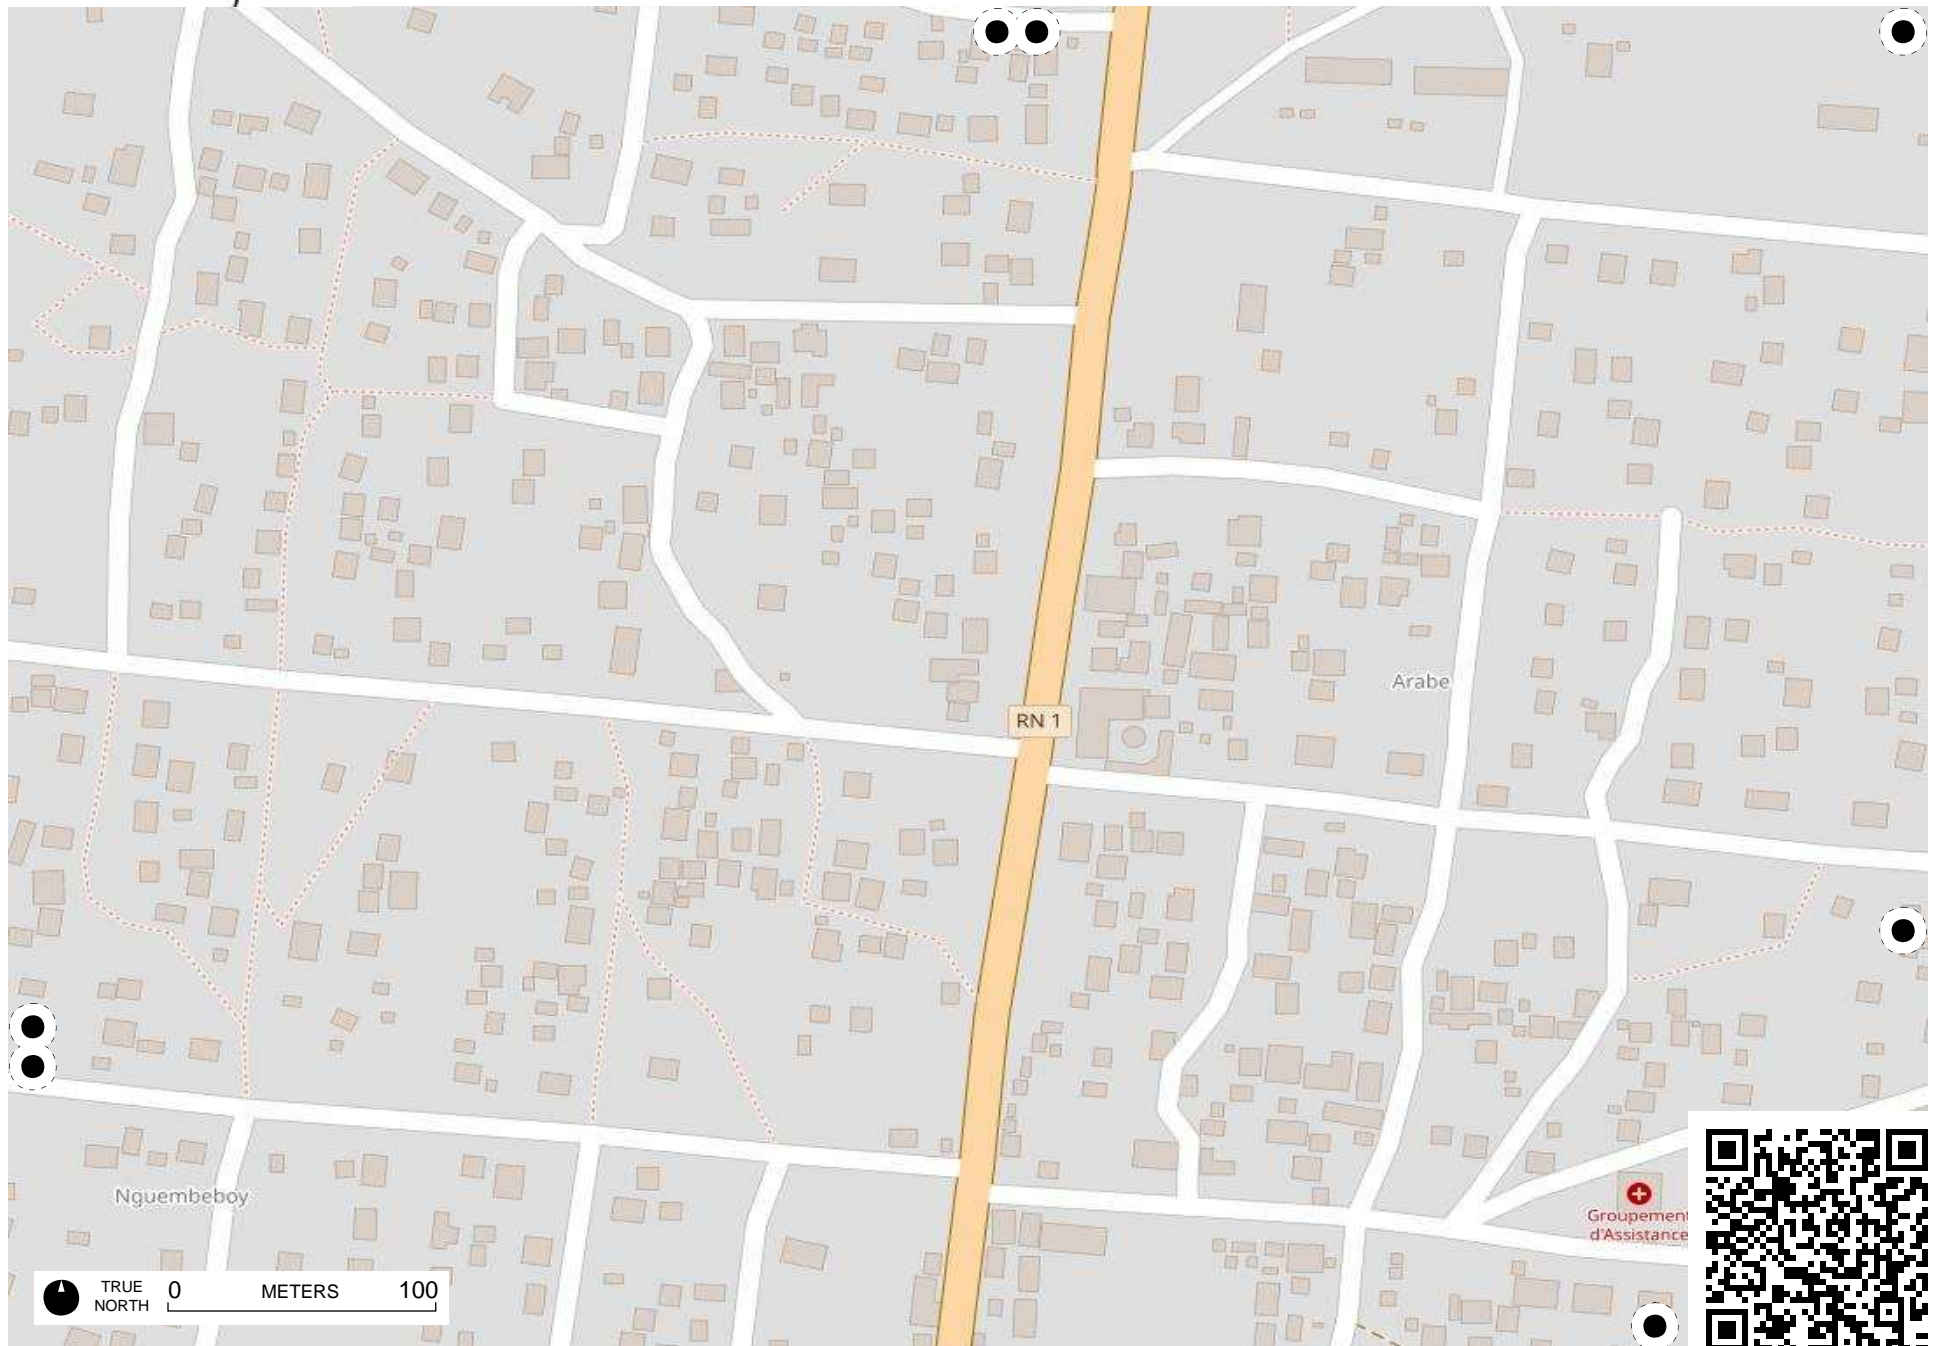 Arabe
RN 1
Nguembeboy
Groupement
d'Assistance
TRUE
NORTH
0 METERS 100